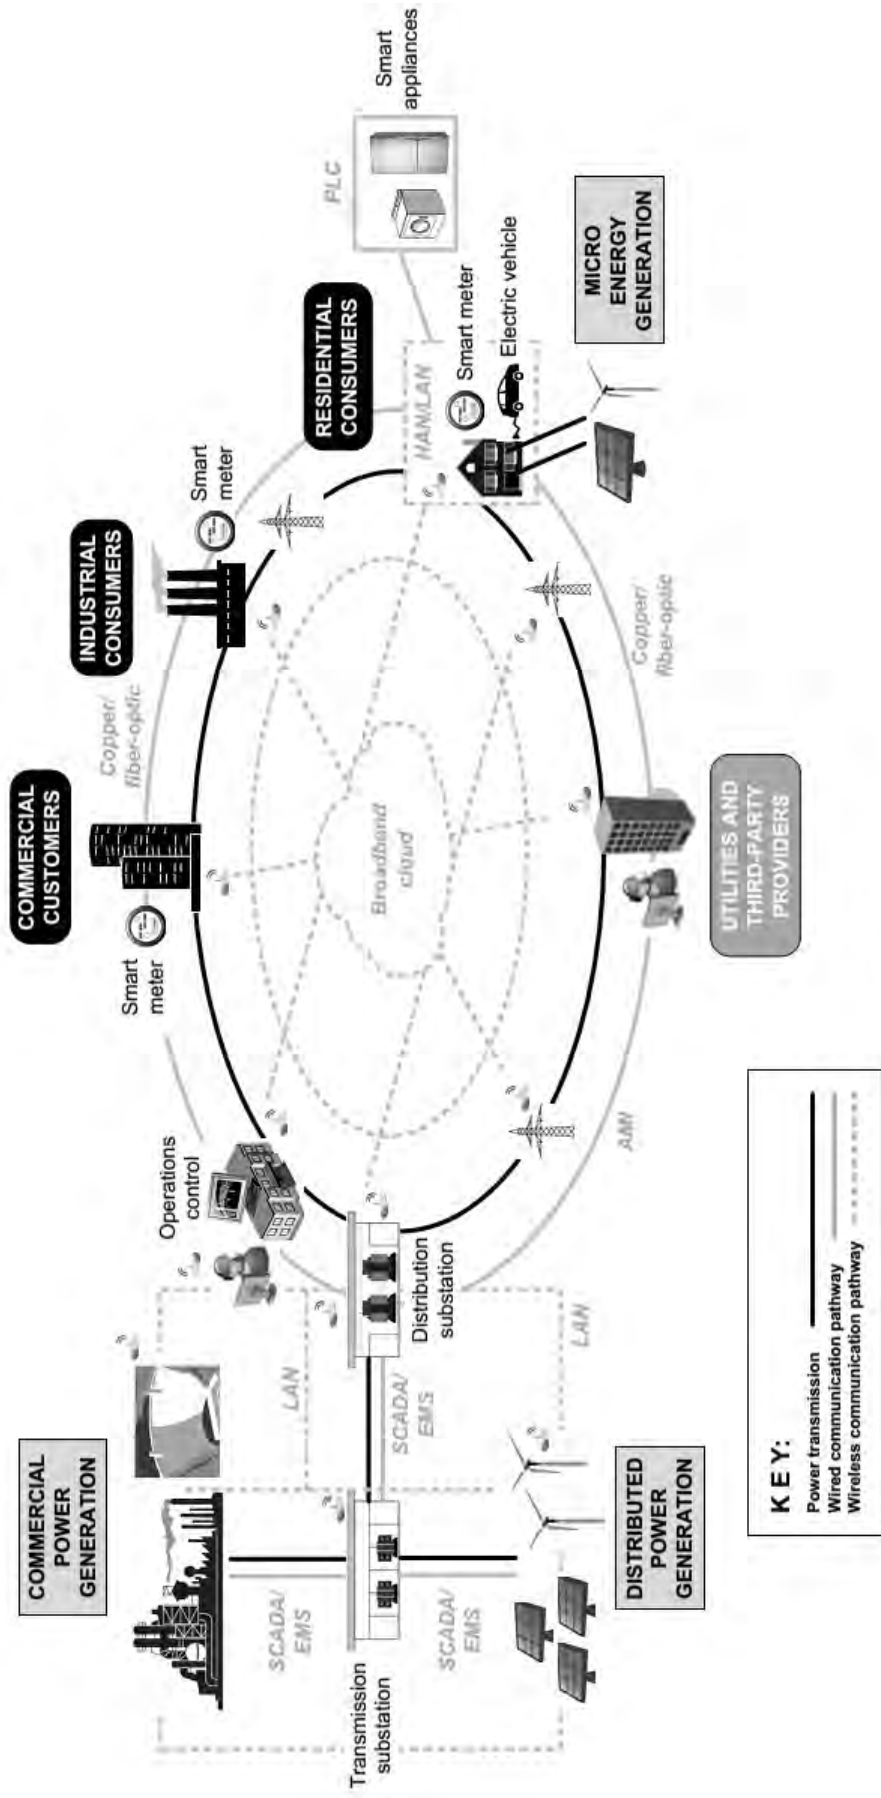 COMMERCIAL
POWER
GENERATION
COMMERCIAL
CUSTOMERS
INDUSTRIAL
CONSUMERS
RESIDENTIAL
CONSUMERS
Operations
control
Smart
meter
Copper/
fiber-optic
Smart
meter
PLC
Smart
appliances
HAN/LAN
Smart meter
Electric vehicle
LAN
SCADA/
EMS
Transmission
substation
SCADA/
EMS
Distribution
substation
Broadband
cloud
SCADA/
EMS
LAN
AMI
Copper/
fiber-optic
MICRO
ENERGY
GENERATION
DISTRIBUTED
POWER
GENERATION
UTILITIES AND
THIRD-PARTY
PROVIDERS
KEY:
Power transmission
Wired communication pathway
Wireless communication pathway